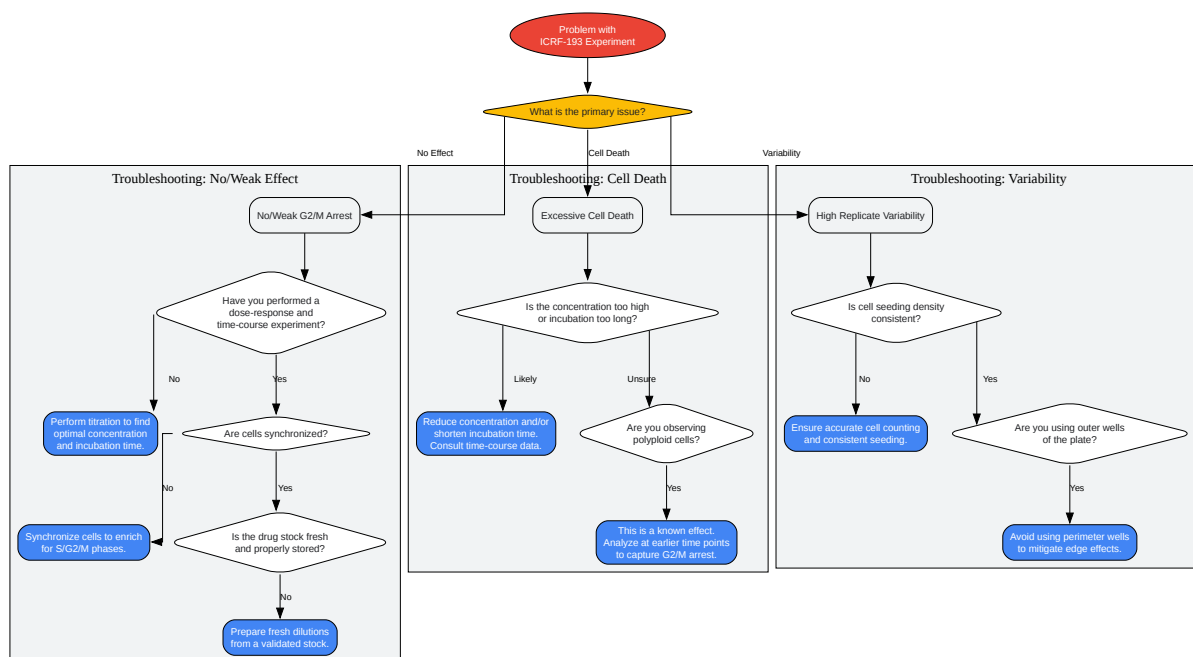 Problem with
ICRF-193 Experiment
What is the primary issue?
No Effect
Cell Death
Variability
Troubleshooting: No/Weak Effect
No/Weak G2/M Arrest
Have you performed a
dose-response and
time-course experiment?
No
Yes
Perform titration to find
optimal concentration
and incubation time.
Are cells synchronized?
No
Yes
Synchronize cells to enrich
for S/G2/M phases.
Is the drug stock fresh
and properly stored?
No
Prepare fresh dilutions
from a validated stock.
Troubleshooting: Cell Death
Excessive Cell Death
Is the concentration too high
or incubation too long?
Likely
Unsure
Reduce concentration and/or
shorten incubation time.
Consult time-course data.
Are you observing
polyploid cells?
Yes
This is a known effect.
Analyze at earlier time points
to capture G2/M arrest.
Troubleshooting: Variability
High Replicate Variability
Is cell seeding density
consistent?
No
Yes
Ensure accurate cell counting
and consistent seeding.
Are you using outer wells
of the plate?
Yes
Avoid using perimeter wells
to mitigate edge effects.